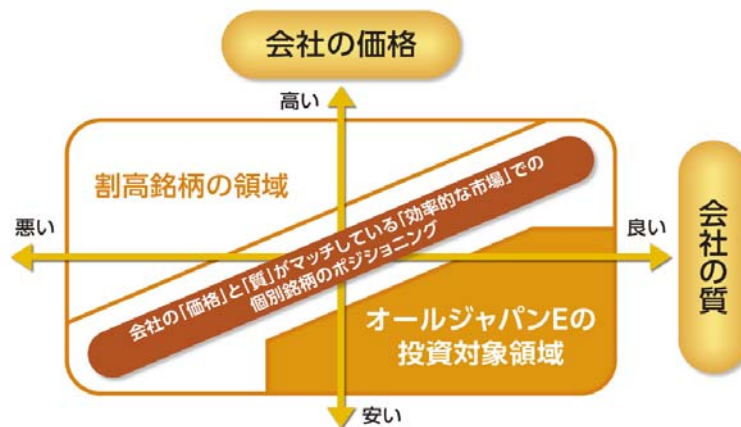 会社の価格
高い
割高銘柄の領域
会社の「価格」と「質」がマッチしている「効率的な市場」での
個別銘柄のポジショニング
悪い
良い
会社の質
オールジャパンEの
投資対象領域
安い